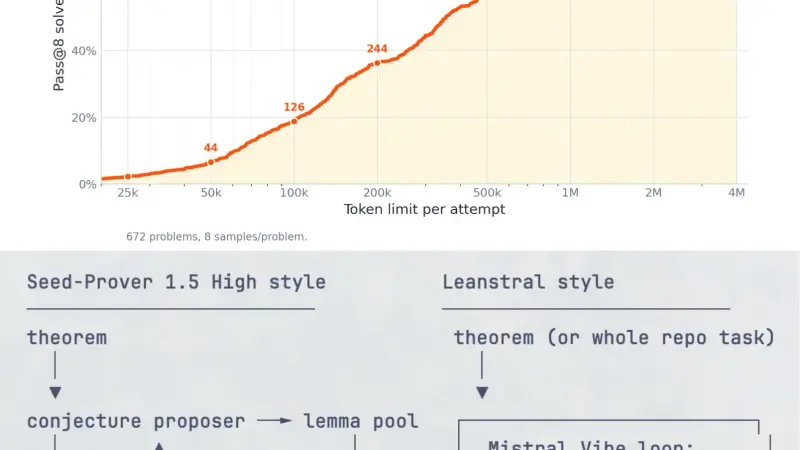 Pass@8 solve
40%
20%
0%
244
126
44
25k 50k 100k 200k 500k 1M 2M 4M
Token limit per attempt
672 problems, 8 samples/problem.
Seed-Prover 1.5 High style
theorem
conjecture proposer → lemma pool
Leanstral style
theorem (or whole repo task)
Mistral Vibe loop: